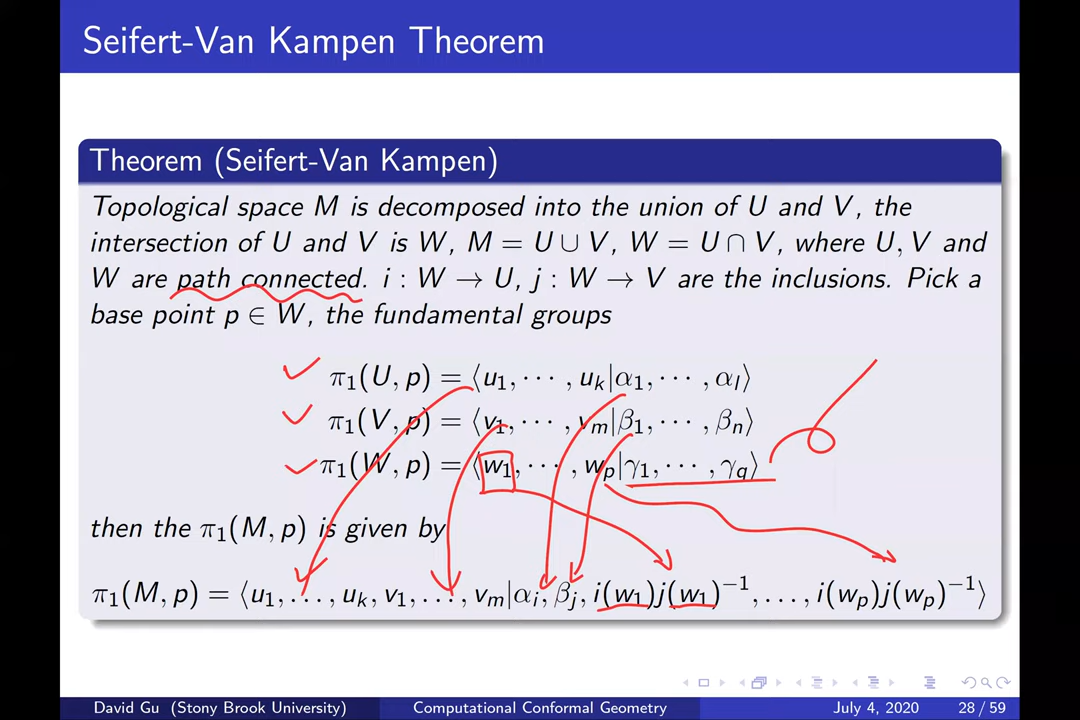 Seifert-Van Kampen Theorem
Theorem (Seifert-Van Kampen)
Topological space M is decomposed into the union of U and V, the
intersection of U and V is W, M = U ∪ V, W = U ∩ V, where U, V and
W are path connected. i : W → U, j : W → V are the inclusions. Pick a
base point p ∈ W, the fundamental groups
π₁(U, p) = ⟨u₁, ⋯ , uₖ|α₁, ⋯ , αₗ⟩
π₁(V, p) = ⟨v₁, ⋯ , vₘ|β₁, ⋯ , βₙ⟩
π₁(W, p) = ⟨w₁, ⋯ , wₚ|γ₁, ⋯ , γ_q⟩
then the π₁(M, p) is given by
π₁(M, p) = ⟨u₁, . . . , uₖ, v₁, . . . , vₘ|αᵢ, βⱼ, i(w₁)j(w₁)⁻¹, . . . , i(wₚ)j(wₚ)⁻¹⟩
David Gu (Stony Brook University) Computational Conformal Geometry July 4, 2020 28 / 59